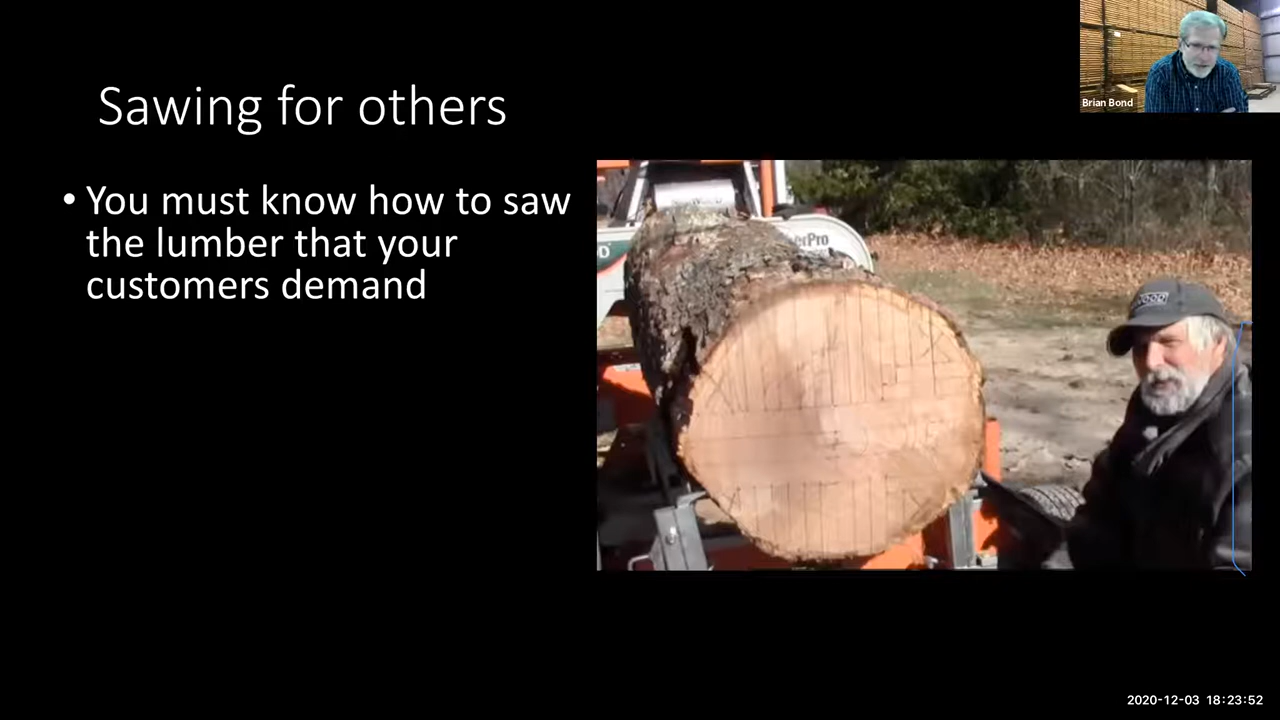 Sawing for others
Brian Bond
• You must know how to saw
the lumber that your
customers demand
2020-12-03 18:23:52